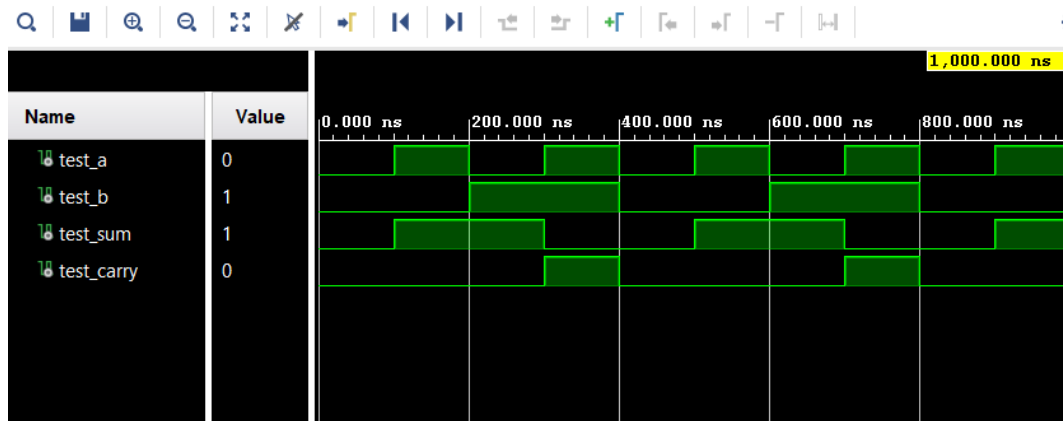 1,000.000 ns
Name Value
0.000 ns 200.000 ns 400.000 ns 600.000 ns 800.000 ns
test_a 0
test_b 1
test_sum 1
test_carry 0